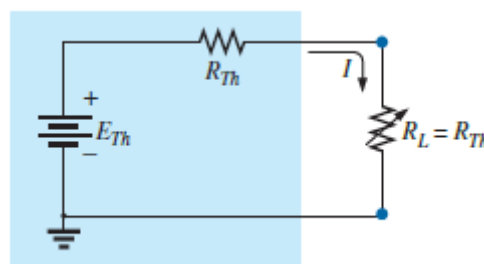 R_Th
I
+
E_Th
–
R_L = R_Th